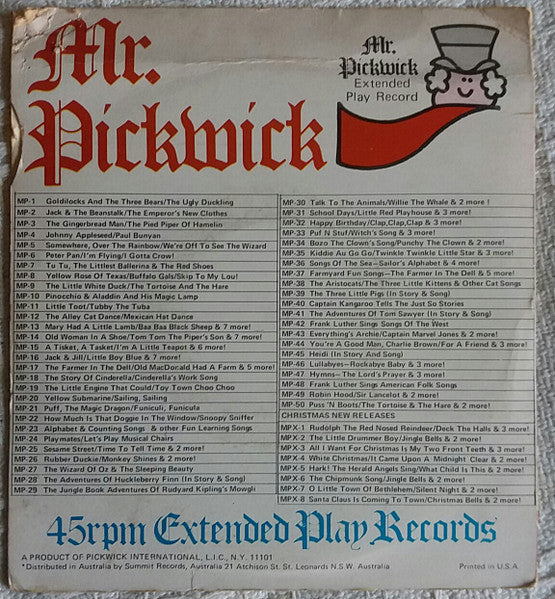 Mr.
Pickwick
Mr.
Pickwick
Extended
Play Record
MP-1 Goldilocks And The Three Bears/The Ugly Duckling
MP-2 Jack & The Beanstalk/The Emperor's New Clothes
MP-3 The Gingerbread Man/The Pied Piper Of Hamelin
MP-4 Johnny Appleseed/Paul Bunyan
MP-5 Somewhere, Over The Rainbow/We're Off To See The Wizard
MP-6 Peter Pan/I'm Flying/I Gotta Crow!
MP-7 Tu Tu, The Littlest Ballerina & The Red Shoes
MP-8 Yellow Rose Of Texas/Buffalo Gals/Skip To My Lou!
MP-9 The Little White Duck/The Tortoise And The Hare
MP-10 Pinocchio & Aladdin And His Magic Lamp
MP-11 Little Toot/Tubby The Tuba
MP-12 The Alley Cat Dance/Mexican Hat Dance
MP-13 Mary Had A Little Lamb/Baa Baa Black Sheep & 7 more!
MP-14 Old Woman In A Shoe/Tom Tom The Piper's Son & 7 more!
MP-15 A Tisket, A Tasket/I'm A Little Teapot & 6 more!
MP-16 Jack & Jill/Little Boy Blue & 7 more!
MP-17 The Farmer In The Dell/Old MacDonald Had A Farm & 5 more!
MP-18 The Story Of Cinderella/Cinderella's Work Song
MP-19 The Little Engine That Could/Toy Town Choo Choo
MP-20 Yellow Submarine/Sailing, Sailing
MP-21 Puff, The Magic Dragon/Funiculi, Funicula
MP-22 How Much Is That Doggie In The Window/Snoopy Sniffer
MP-23 Alphabet & Counting Songs & other Fun Learning Songs
MP-24 Playmates/Let's Play Musical Chairs
MP-25 Sesame Street/Time To Tell Time & 2 more!
MP-26 Rubber Duckie/Monkey Shines & 2 more!
MP-27 The Wizard Of Oz & The Sleeping Beauty
MP-28 The Adventures Of Huckleberry Finn (In Story & Song)
MP-29 The Jungle Book Adventures Of Rudyard Kipling's Mowgli
MP-30 Talk To The Animals/Willie The Whale & 2 more !
MP-31 School Days/Little Red Playhouse & 3 more!
MP-32 Happy Birthday/Clap,Clap,Clap & 3 more!
MP-33 Puf N Stuf/Witch's Song & 3 more!
MP-34 Bozo The Clown's Song/Punchy The Clown & 2 more!
MP-35 Kiddie Au Go Go/Twinkle Twinkle Little Star & 3 more!
MP-36 Songs Of The Sea—Sailor's Alphabet & 4 more!
MP-37 Farmyard Fun Songs—The Farmer In The Dell & 5 more!
MP-38 The Aristocats/The Three Little Kittens & Other Cat Songs
MP-39 The Three Little Pigs (In Story & Song)
MP-40 Captain Kangaroo Tells The Just So Stories
MP-41 The Adventures Of Tom Sawyer (In Story & Song)
MP-42 Frank Luther Sings Songs Of The West
MP-43 Everything's Archie/Captain Marvel Jones & 2 more!
MP-44 You're A Good Man, Charlie Brown/For A Friend & 3 more!
MP-45 Heidi (In Story And Song)
MP-46 Lullabyes—Rockabye Baby & 3 more!
MP-47 Hymns—The Lord's Prayer & 3 more!
MP-48 Frank Luther Sings American Folk Songs
MP-49 Robin Hood/Sir Lancelot & 2 more!
MP-50 Puss 'N Boots/The Tortoise & The Hare & 2 more!
CHRISTMAS NEW RELEASES
MPX-1 Rudolph The Red Nosed Reindeer/Deck The Halls & 3 more!
MPX-2 The Little Drummer Boy/Jingle Bells & 2 more!
MPX-3 All I Want For Christmas Is My Two Front Teeth & 3 more!
MPX-4 White Christmas/It Came Upon A Midnight Clear & 2 more!
MPX-5 Hark! The Herald Angels Sing/What Child Is This & 2 more!
MPX-6 The Chipmunk Song/Jingle Bells & 2 more!
MPX-7 O Little Town Of Bethlehem/Silent Night & 2 more!
MPX-8 Santa Claus Is Coming To Town/Christmas Bells & 2 more!
45rpm Extended Play Records
A PRODUCT OF PICKWICK INTERNATIONAL, L.I.C., N.Y. 11101
*Distributed in Australia by Summit Records, Australia 21 Atchison St. St. Leonards N.S.W. Australia
Printed in U.S.A.